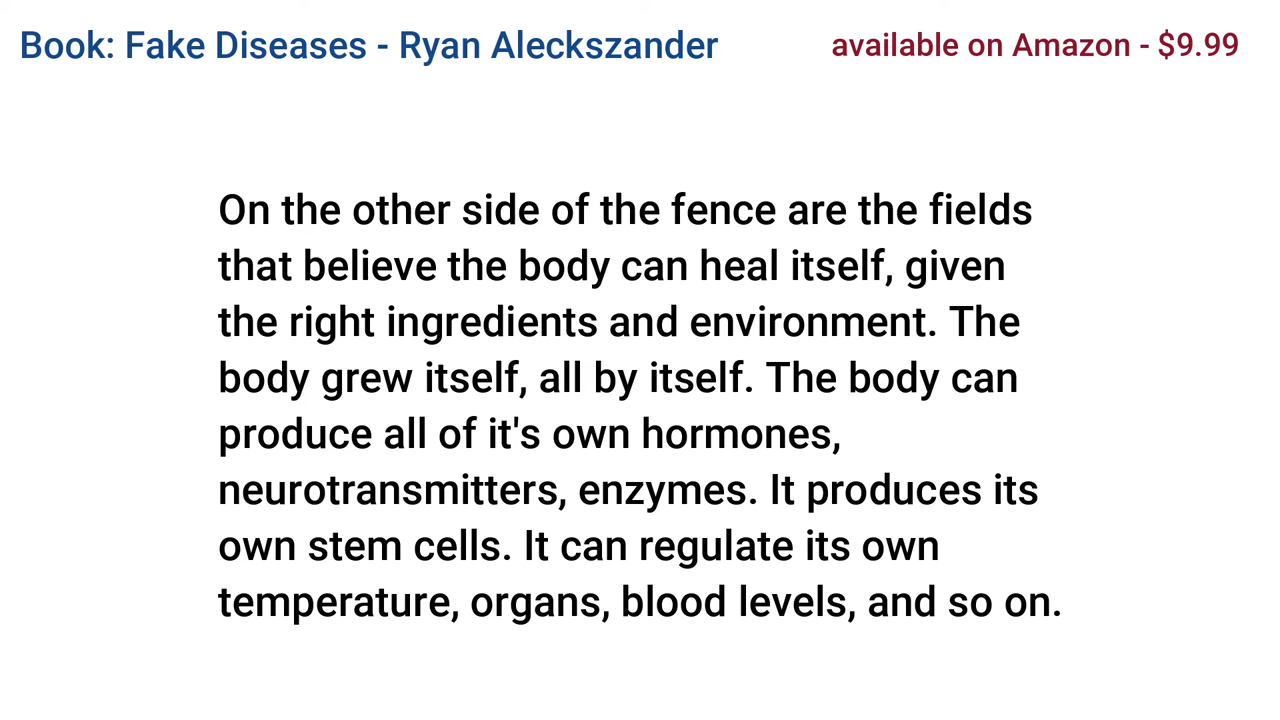 Book: Fake Diseases - Ryan Aleckszander
available on Amazon - $9.99
On the other side of the fence are the fields
that believe the body can heal itself, given
the right ingredients and environment. The
body grew itself, all by itself. The body can
produce all of it's own hormones,
neurotransmitters, enzymes. It produces its
own stem cells. It can regulate its own
temperature, organs, blood levels, and so on.